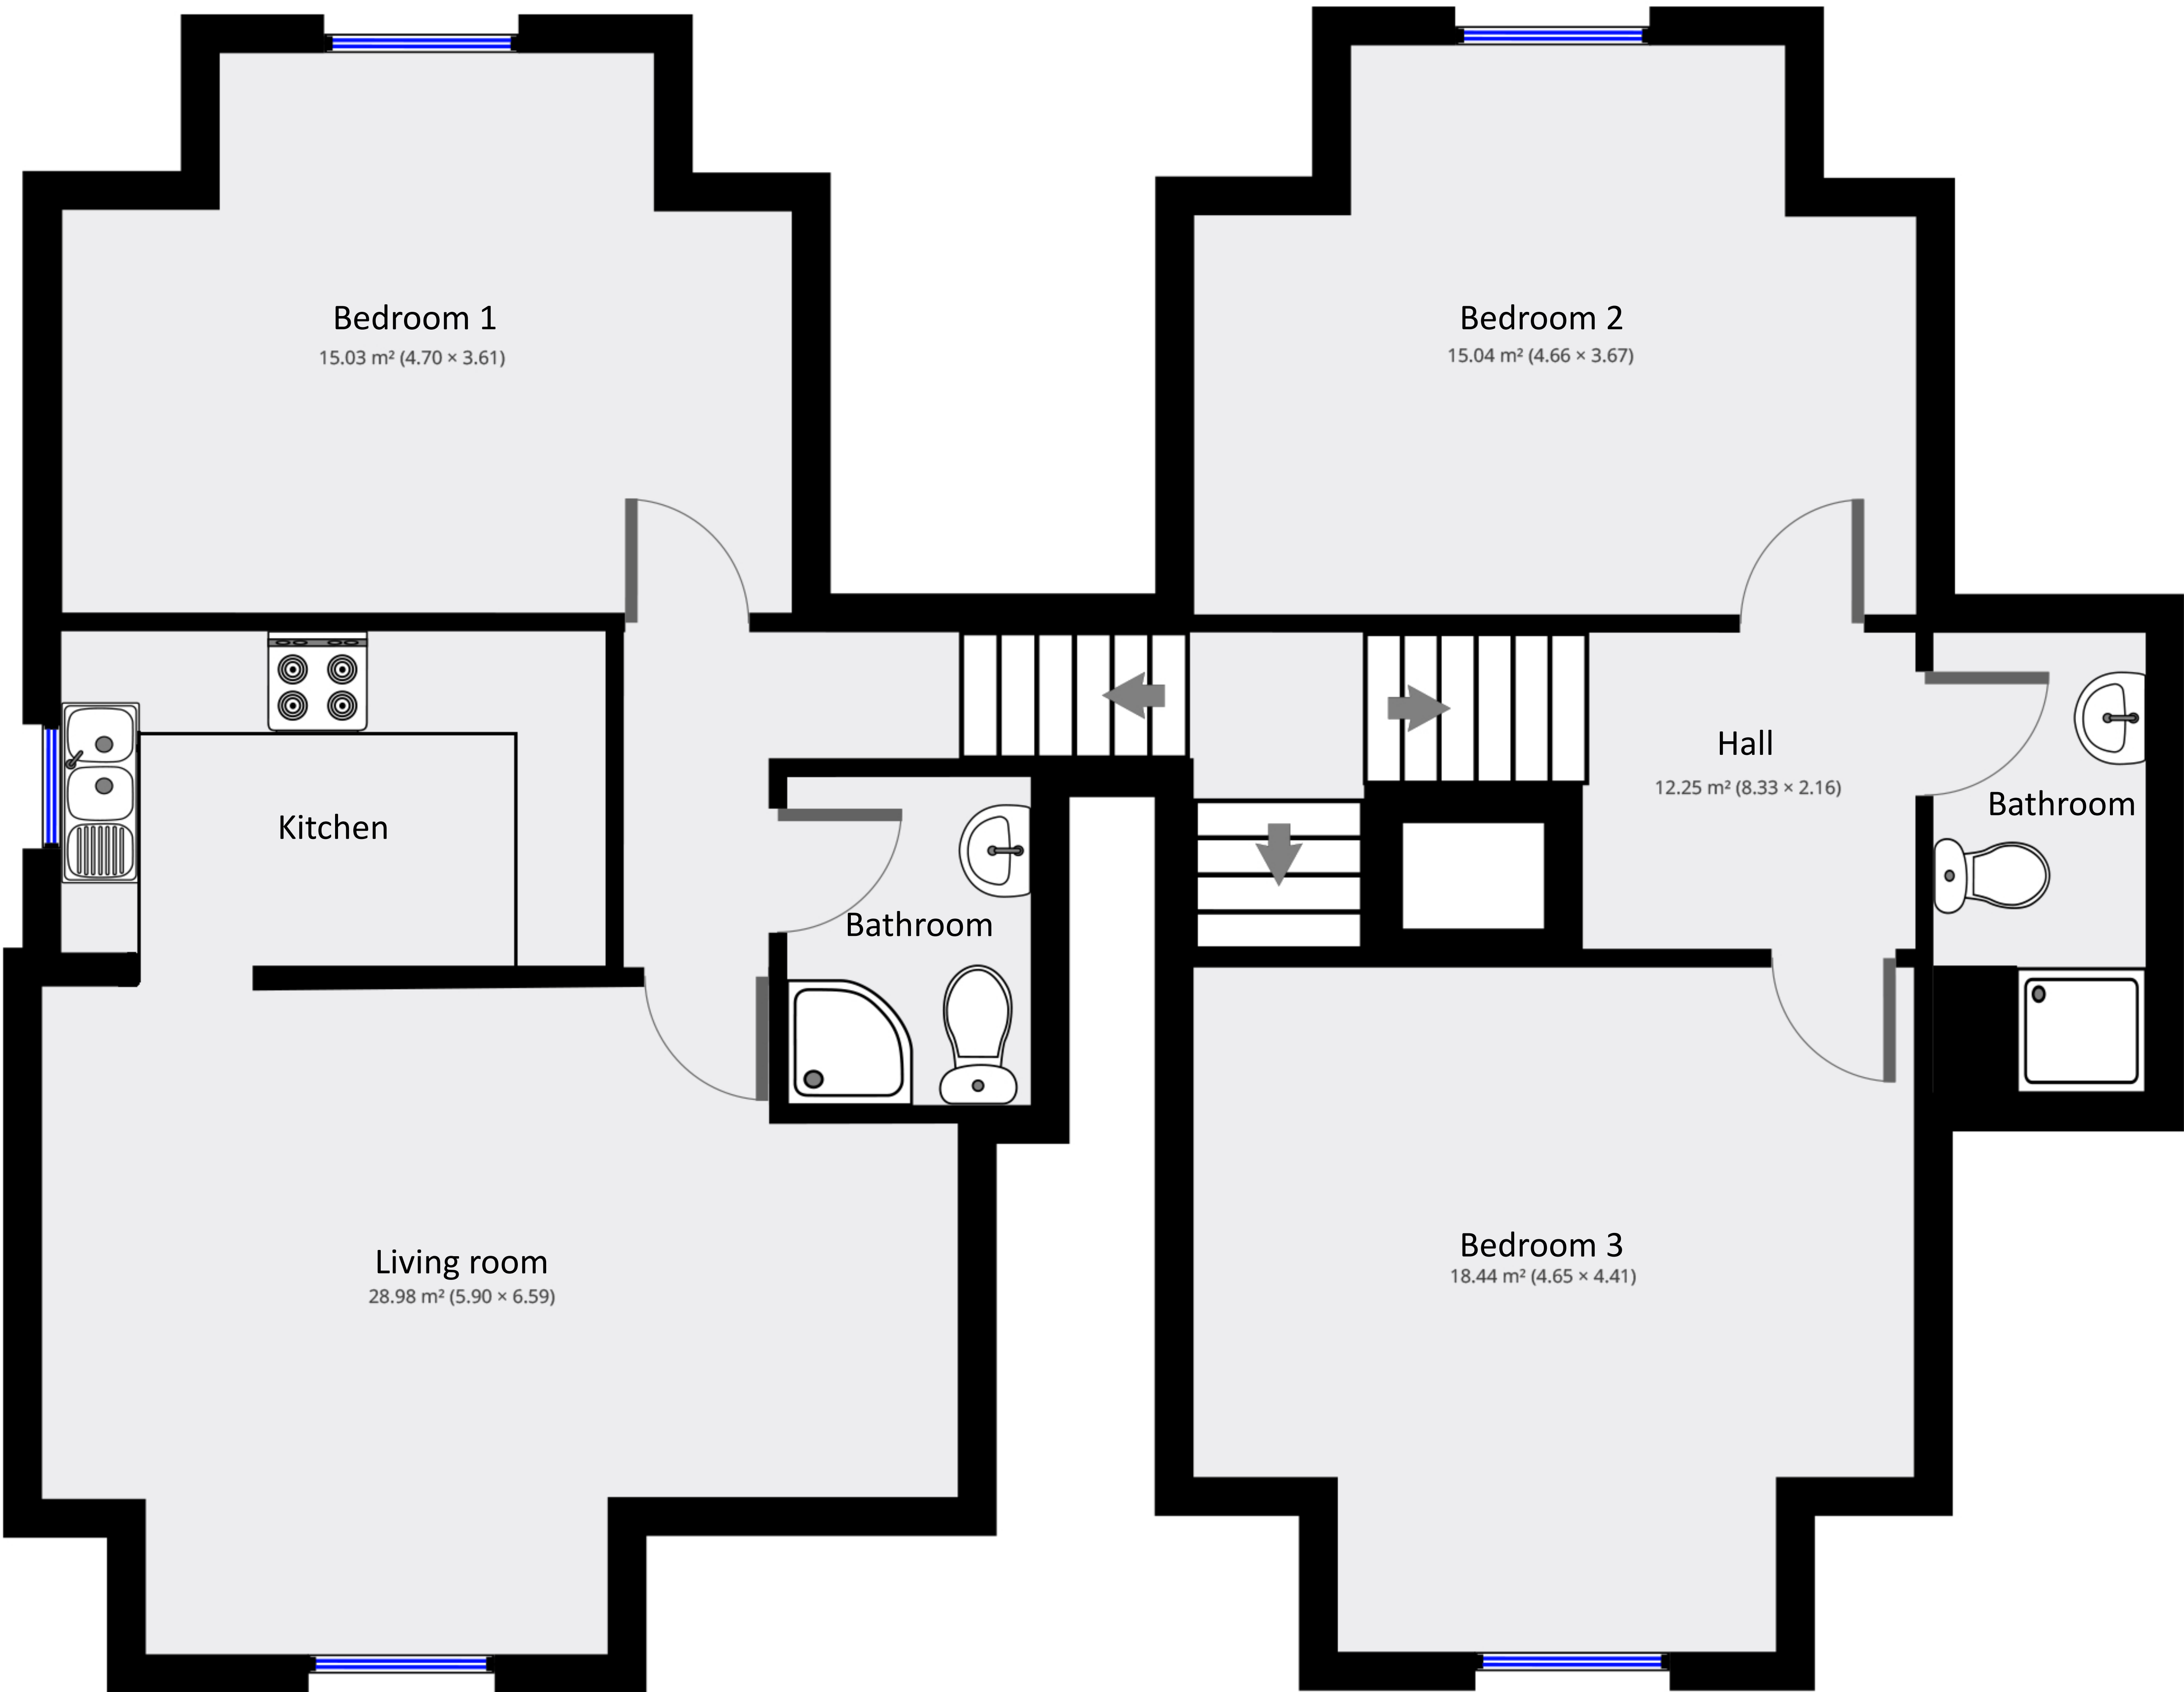 Bedroom 1
15.03 m² (4.70 × 3.61)
Bedroom 2
15.04 m² (4.66 × 3.67)
Kitchen
Hall
12.25 m² (8.33 × 2.16)
Bathroom
Bathroom
Living room
28.98 m² (5.90 × 6.59)
Bedroom 3
18.44 m² (4.65 × 4.41)